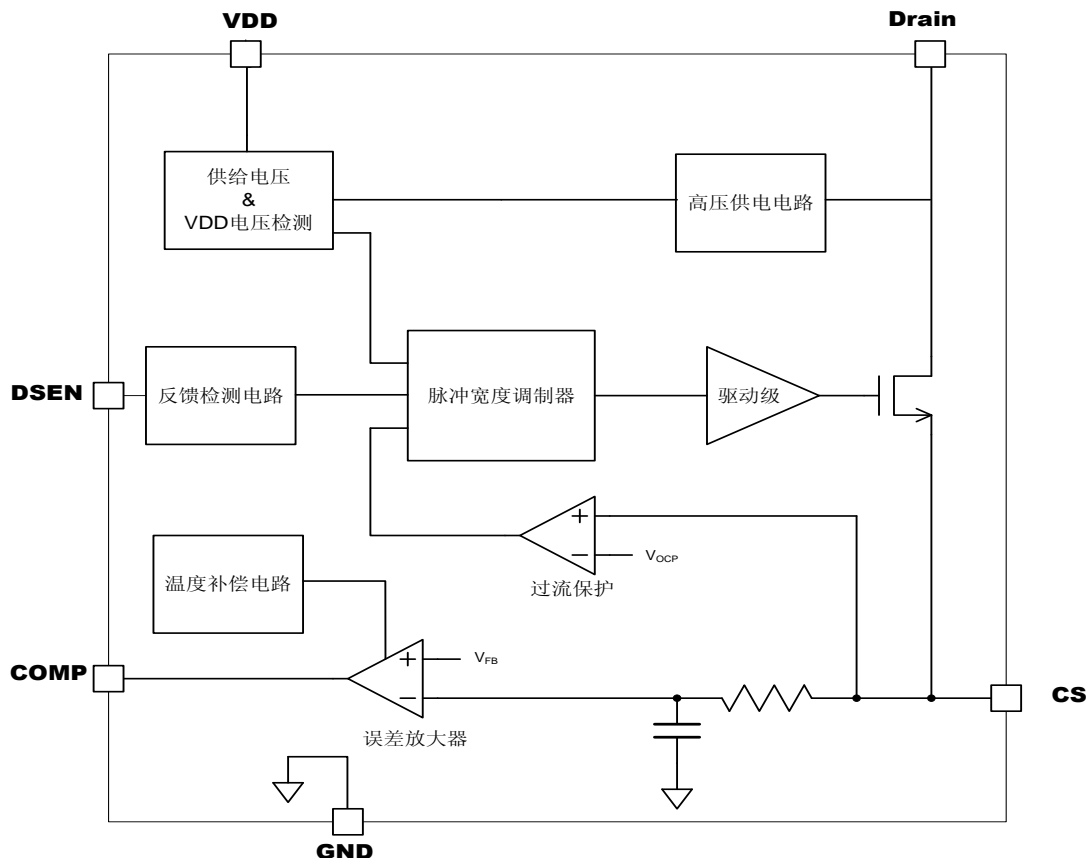 VDD
Drain
供给电压
&
VDD电压检测
高压供电电路
DSEN
反馈检测电路
脉冲宽度调制器
驱动级
+
−
VOCP
过流保护
温度补偿电路
COMP
+
−
VFB
误差放大器
CS
GND